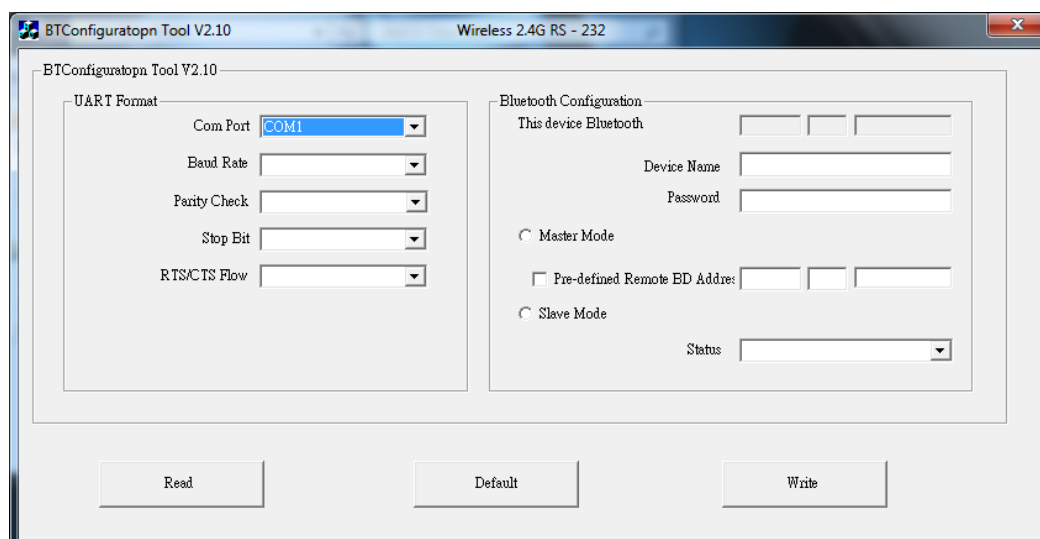 BTConfiguratopn Tool V2.10 Wireless 2.4G RS - 232
BTConfiguratopn Tool V2.10
UART Format
Com Port COM1
Baud Rate
Parity Check
Stop Bit
RTS/CTS Flow
Bluetooth Configuration
This device Bluetooth
Device Name
Password
Master Mode
Pre-defined Remote BD Addres
Slave Mode
Status
Read Default Write